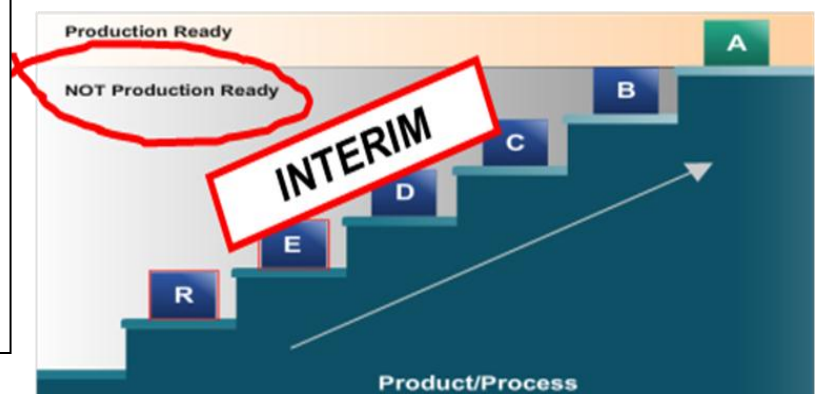 Production Ready
A
NOT Production Ready
B
INTERIM
C
D
E
R
Product/Process